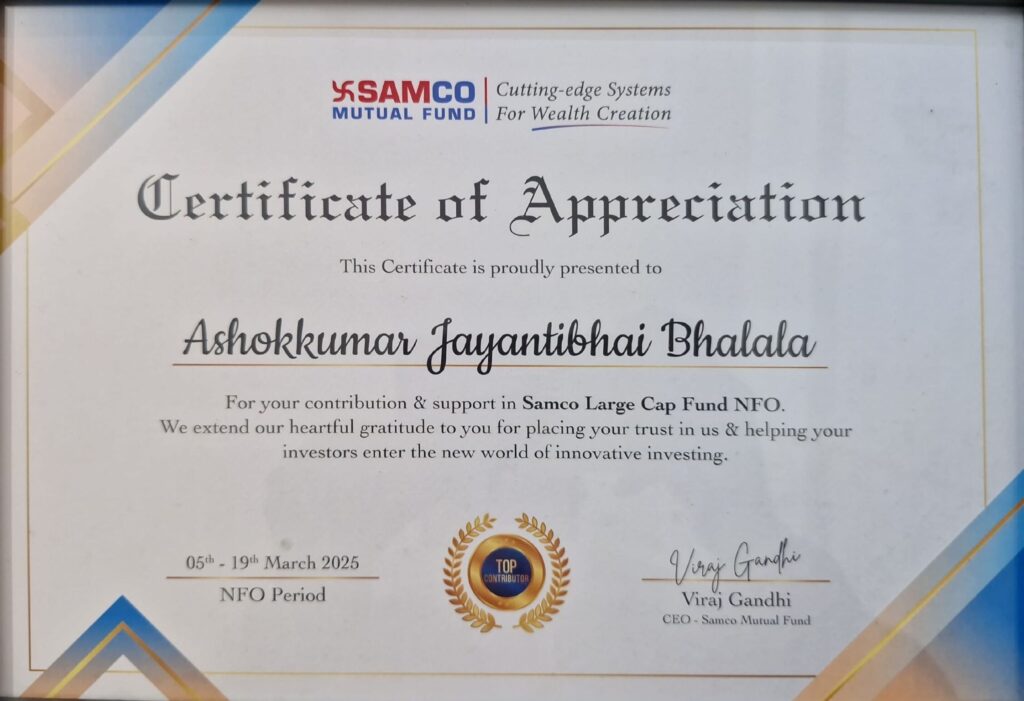 SAMCO
MUTUAL FUND
Cutting-edge Systems
For Wealth Creation
Certificate of Appreciation
This Certificate is proudly presented to
Ashokkumar Jayantibhai Bhalala
For your contribution & support in Samco Large Cap Fund NFO.
We extend our heartful gratitude to you for placing your trust in us & helping your
investors enter the new world of innovative investing.
05th - 19th March 2025
NFO Period
TOP
CONTRIBUTOR
Viraj Gandhi
Viraj Gandhi
CEO - Samco Mutual Fund